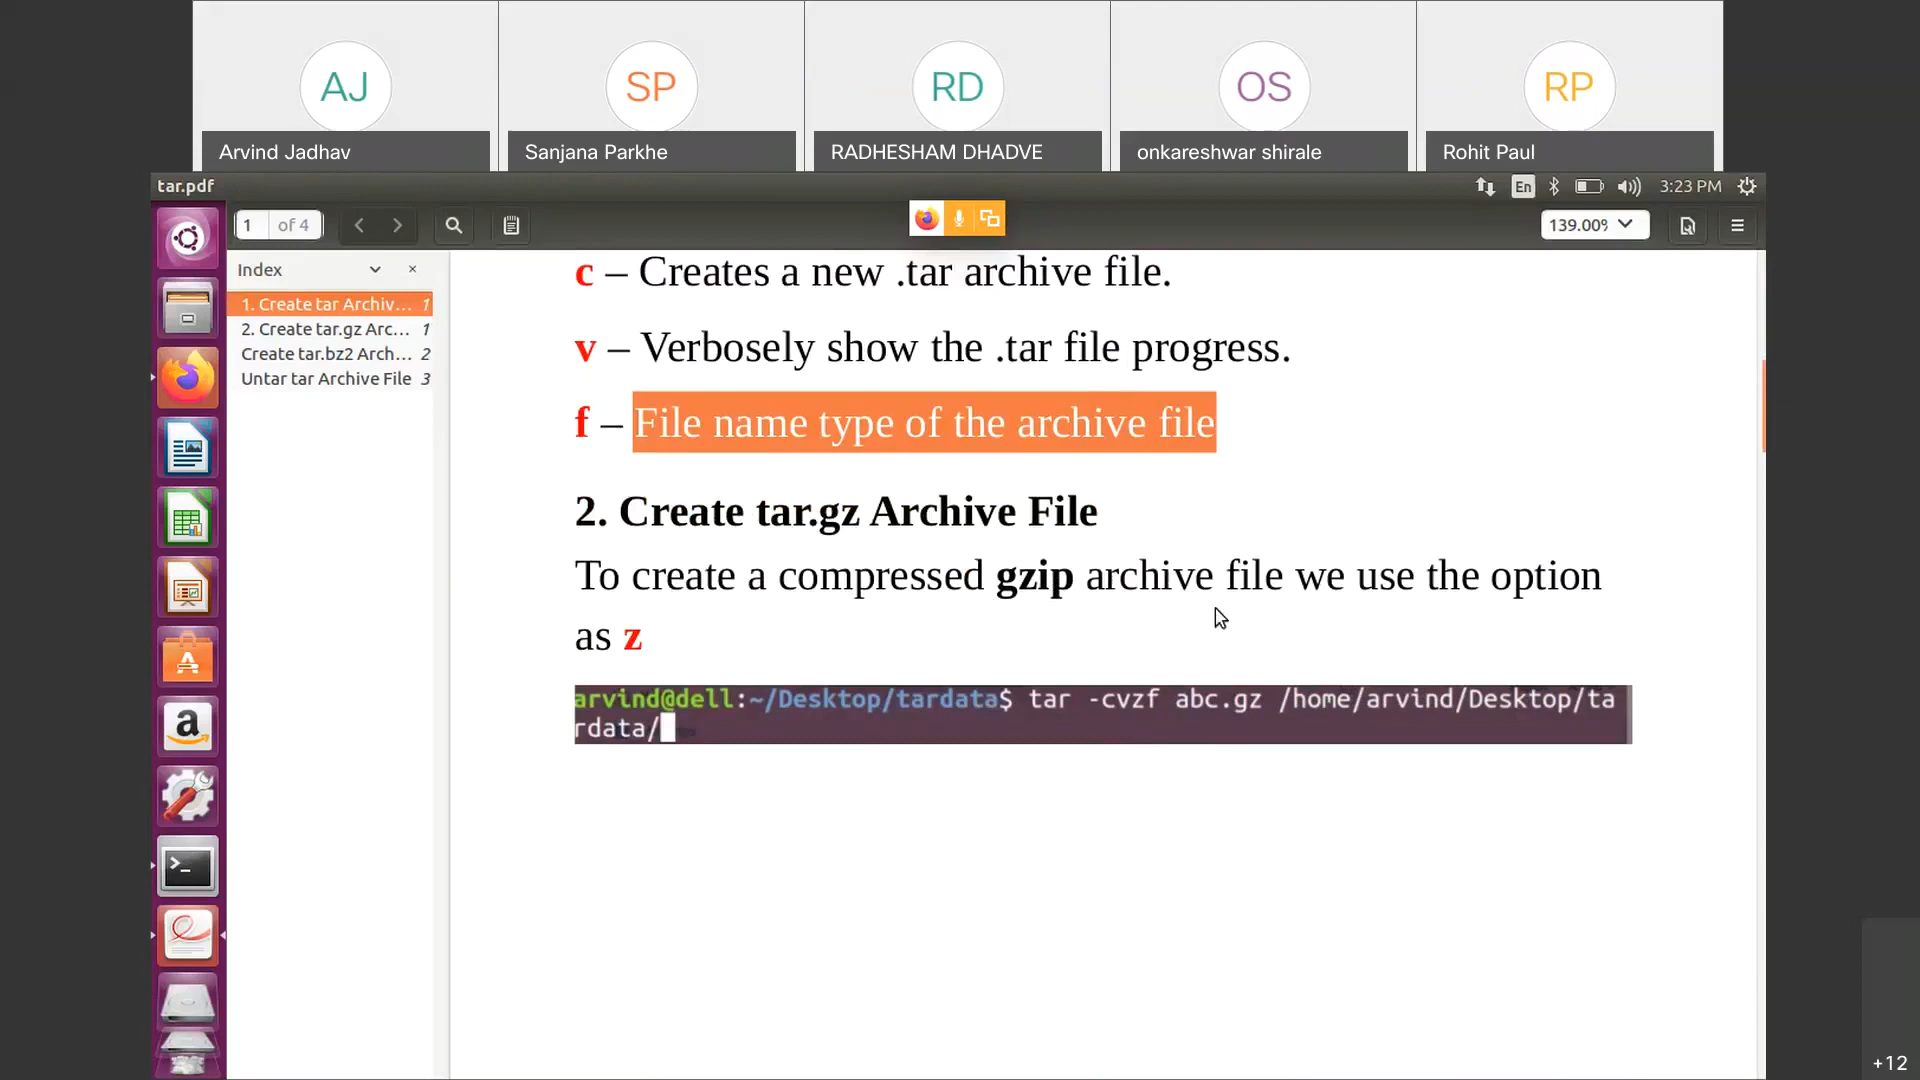 AJ
SP
RD
OS
RP
Arvind Jadhav
Sanjana Parkhe
RADHESHAM DHADVE
onkareshwar shirale
Rohit Paul
tar.pdf
En
3:23 PM
1 of 4
139.00%
Index
1. Create tar Archiv... 1
2. Create tar.gz Arc... 1
Create tar.bz2 Arch... 2
Untar tar Archive File 3
c – Creates a new .tar archive file.
v – Verbosely show the .tar file progress.
f – File name type of the archive file
2. Create tar.gz Archive File
To create a compressed gzip archive file we use the option
as z
arvind@dell:~/Desktop/tardata$ tar -cvzf abc.gz /home/arvind/Desktop/ta
rdata/
+12